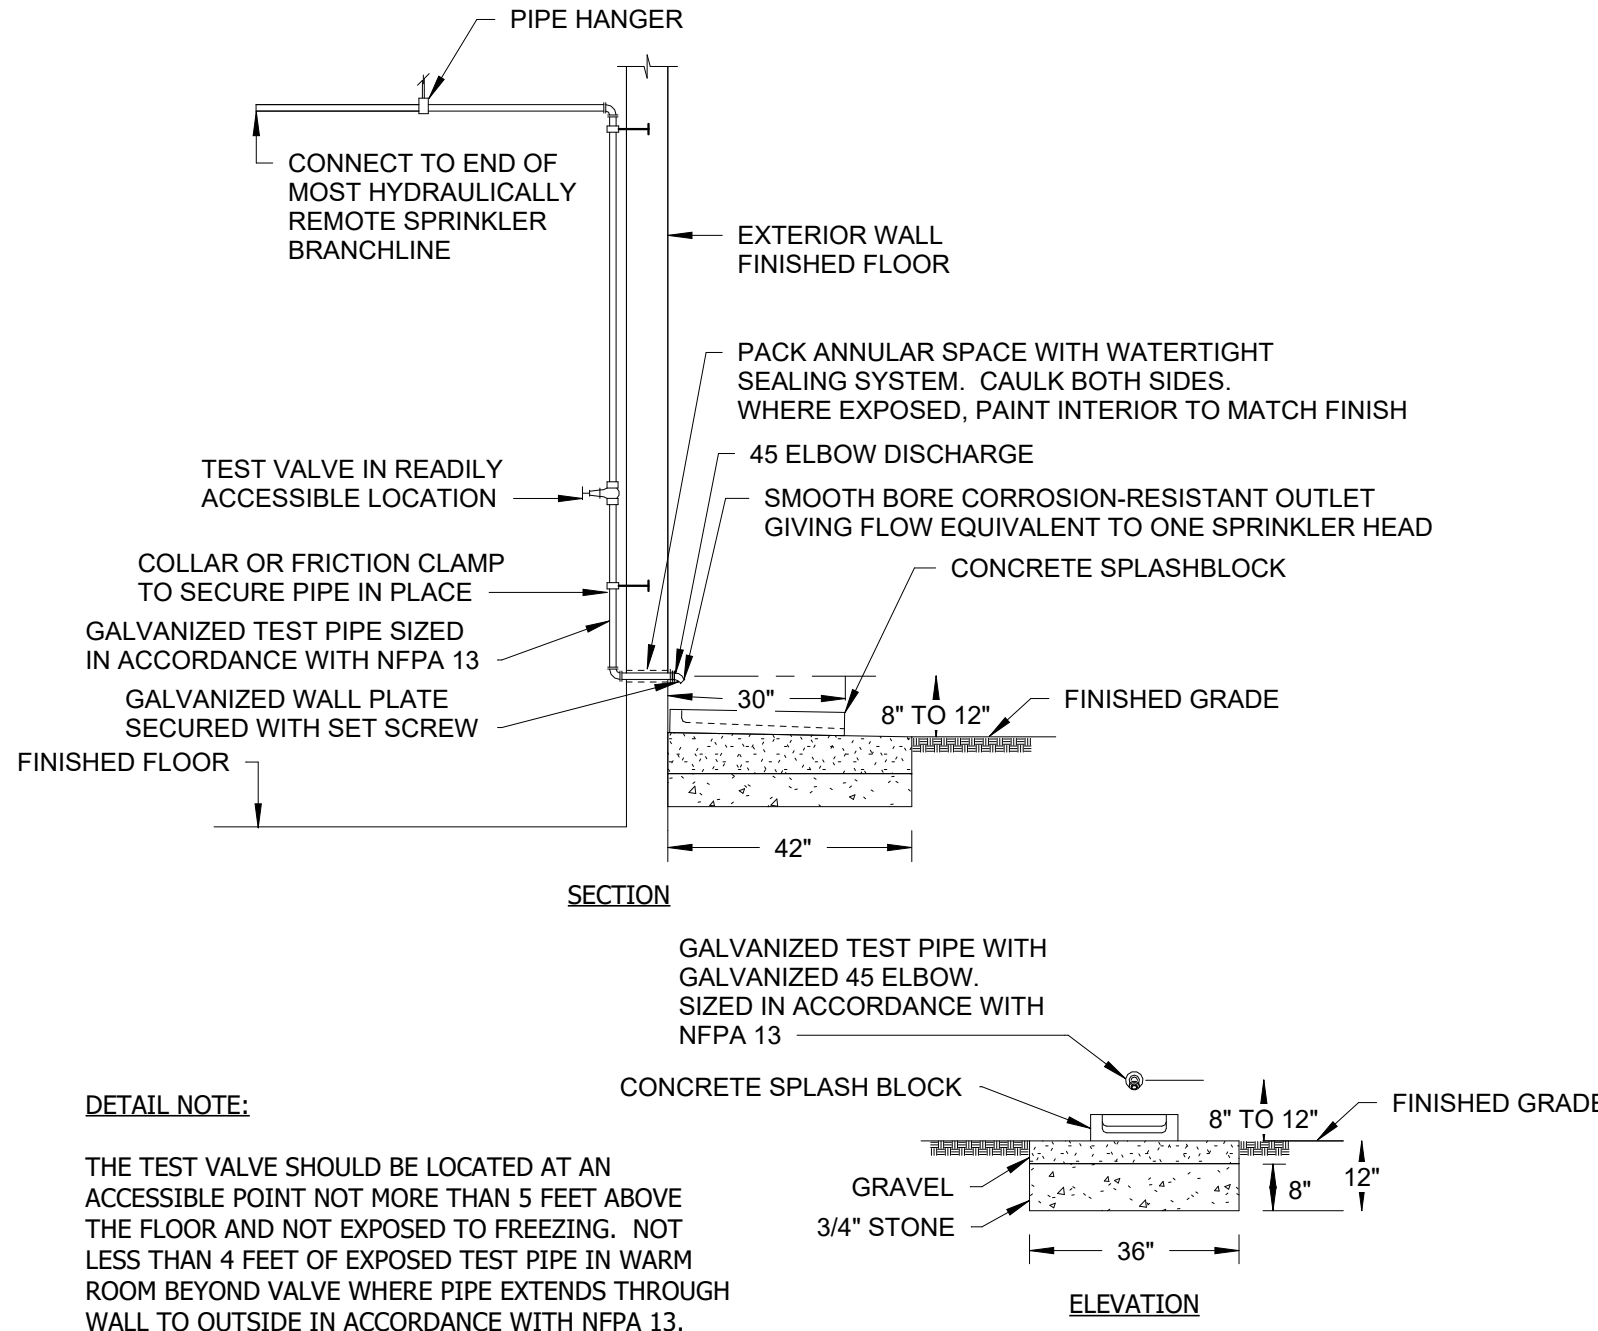 PIPE HANGER
CONNECT TO END OF
MOST HYDRAULICALLY
REMOTE SPRINKLER
BRANCHLINE
EXTERIOR WALL
FINISHED FLOOR
PACK ANNULAR SPACE WITH WATERTIGHT
SEALING SYSTEM. CAULK BOTH SIDES.
WHERE EXPOSED, PAINT INTERIOR TO MATCH FINISH
45 ELBOW DISCHARGE
TEST VALVE IN READILY
ACCESSIBLE LOCATION
SMOOTH BORE CORROSION-RESISTANT OUTLET
GIVING FLOW EQUIVALENT TO ONE SPRINKLER HEAD
COLLAR OR FRICTION CLAMP
TO SECURE PIPE IN PLACE
CONCRETE SPLASHBLOCK
GALVANIZED TEST PIPE SIZED
IN ACCORDANCE WITH NFPA 13
GALVANIZED WALL PLATE
SECURED WITH SET SCREW
30"
8" TO 12"
FINISHED GRADE
FINISHED FLOOR
42"
SECTION
GALVANIZED TEST PIPE WITH
GALVANIZED 45 ELBOW.
SIZED IN ACCORDANCE WITH
NFPA 13
CONCRETE SPLASH BLOCK
8" TO 12"
FINISHED GRADE
GRAVEL
3/4" STONE
8"
12"
36"
ELEVATION
DETAIL NOTE:
THE TEST VALVE SHOULD BE LOCATED AT AN
ACCESSIBLE POINT NOT MORE THAN 5 FEET ABOVE
THE FLOOR AND NOT EXPOSED TO FREEZING. NOT
LESS THAN 4 FEET OF EXPOSED TEST PIPE IN WARM
ROOM BEYOND VALVE WHERE PIPE EXTENDS THROUGH
WALL TO OUTSIDE IN ACCORDANCE WITH NFPA 13.